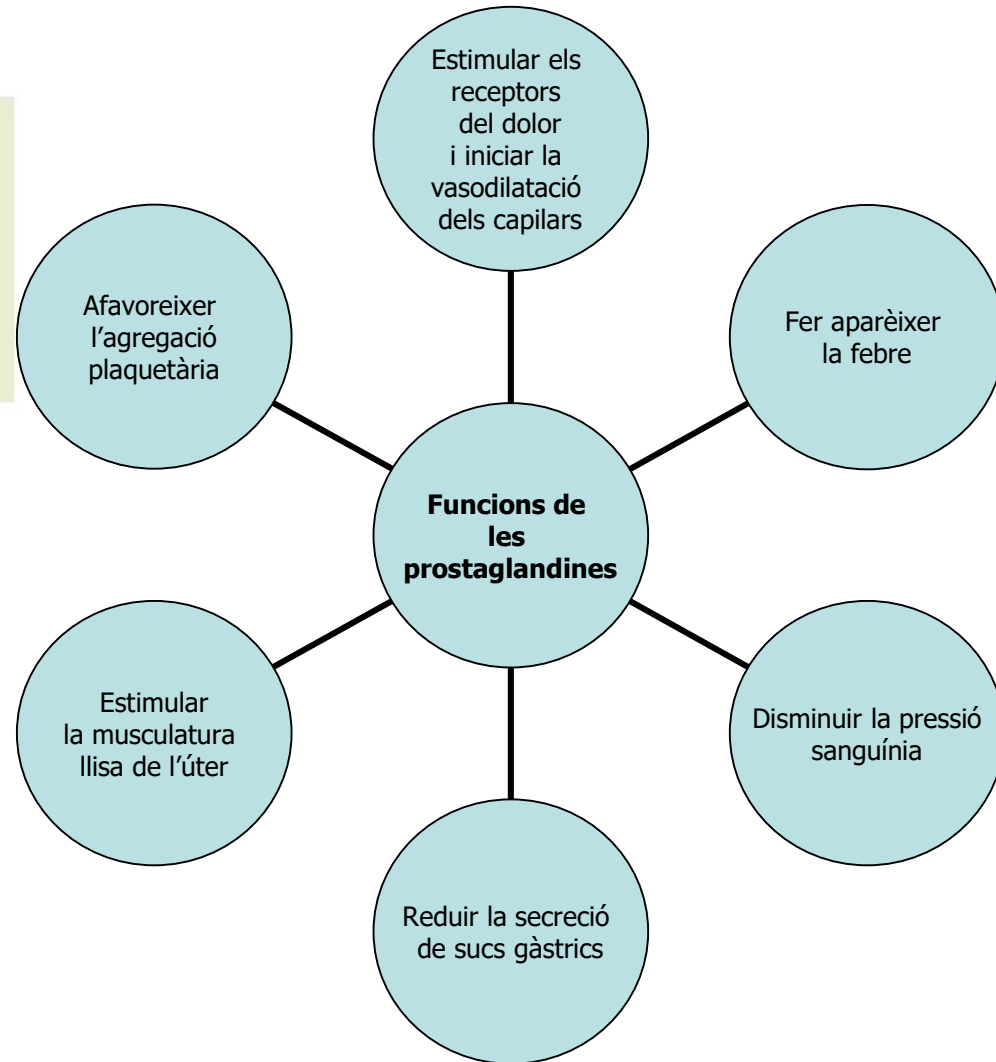 Estimular els
receptors
del dolor
i iniciar la
vasodilatació
dels capilars
Afavoreixer
l’agregació
plaquetària
Fer aparèixer
la febre
Funcions de
les
prostaglandines
Estimular
la musculatura
llisa de l’úter
Disminuir la pressió
sanguínia
Reduir la secreció
de sucs gàstrics